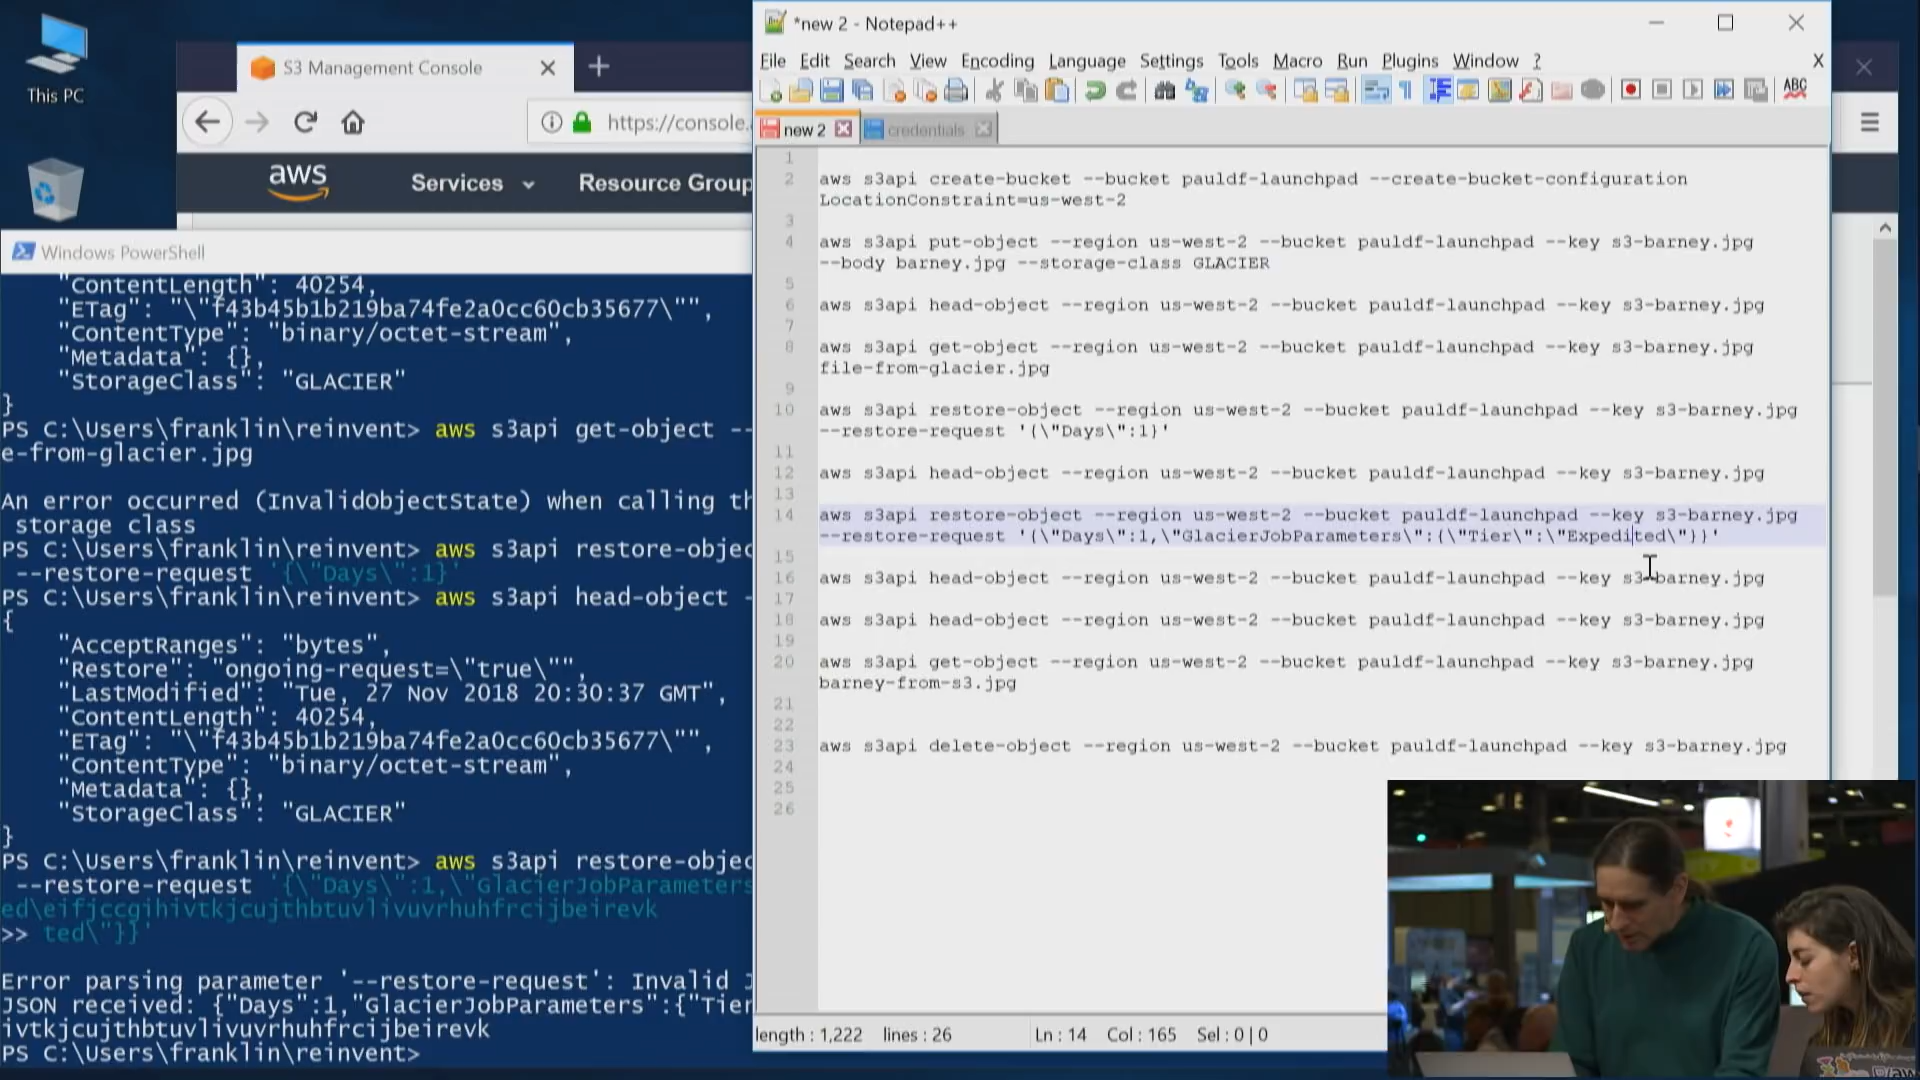 This PC
S3 Management Console
https://console.
aws
Services
Resource Group
Windows PowerShell
"ContentLength": 40254,
"ETag": "\"f43b45b1b219ba74fe2a0cc60cb35677\"",
"ContentType": "binary/octet-stream",
"Metadata": {},
"StorageClass": "GLACIER"
}
PS C:\Users\franklin\reinvent> aws s3api get-object --
e-from-glacier.jpg
An error occurred (InvalidObjectState) when calling th
storage class
PS C:\Users\franklin\reinvent> aws s3api restore-objec
--restore-request '{\"Days\":1}'
PS C:\Users\franklin\reinvent> aws s3api head-object -
{
"AcceptRanges": "bytes",
"Restore": "ongoing-request=\"true\"",
"LastModified": "Tue, 27 Nov 2018 20:30:37 GMT",
"ContentLength": 40254,
"ETag": "\"f43b45b1b219ba74fe2a0cc60cb35677\"",
"ContentType": "binary/octet-stream",
"Metadata": {},
"StorageClass": "GLACIER"
}
PS C:\Users\franklin\reinvent> aws s3api restore-objec
--restore-request '{\"Days\":1,\"GlacierJobParameters
ed\eifjccgihivtkjcujthbtuvlivuvrhuhfrcijbeirevk
>> ted\"}}'
Error parsing parameter '--restore-request': Invalid J
JSON received: {"Days":1,"GlacierJobParameters":{"Tier
ivtkjcujthbtuvlivuvrhuhfrcijbeirevk
PS C:\Users\franklin\reinvent>
*new 2 - Notepad++
File Edit Search View Encoding Language Settings Tools Macro Run Plugins Window ? X
ABC
new 2 credentials
1
2 aws s3api create-bucket --bucket pauldf-launchpad --create-bucket-configuration
LocationConstraint=us-west-2
3
4 aws s3api put-object --region us-west-2 --bucket pauldf-launchpad --key s3-barney.jpg
--body barney.jpg --storage-class GLACIER
5
6 aws s3api head-object --region us-west-2 --bucket pauldf-launchpad --key s3-barney.jpg
7
8 aws s3api get-object --region us-west-2 --bucket pauldf-launchpad --key s3-barney.jpg
file-from-glacier.jpg
9
10 aws s3api restore-object --region us-west-2 --bucket pauldf-launchpad --key s3-barney.jpg
--restore-request '{\"Days\":1}'
11
12 aws s3api head-object --region us-west-2 --bucket pauldf-launchpad --key s3-barney.jpg
13
14 aws s3api restore-object --region us-west-2 --bucket pauldf-launchpad --key s3-barney.jpg
--restore-request '{\"Days\":1,\"GlacierJobParameters\":{\"Tier\":\"Expedited\"}}'
15
16 aws s3api head-object --region us-west-2 --bucket pauldf-launchpad --key s3-barney.jpg
17
18 aws s3api head-object --region us-west-2 --bucket pauldf-launchpad --key s3-barney.jpg
19
20 aws s3api get-object --region us-west-2 --bucket pauldf-launchpad --key s3-barney.jpg
barney-from-s3.jpg
21
22
23 aws s3api delete-object --region us-west-2 --bucket pauldf-launchpad --key s3-barney.jpg
24
25
26
length : 1,222 lines : 26 Ln : 14 Col : 165 Sel : 0 | 0